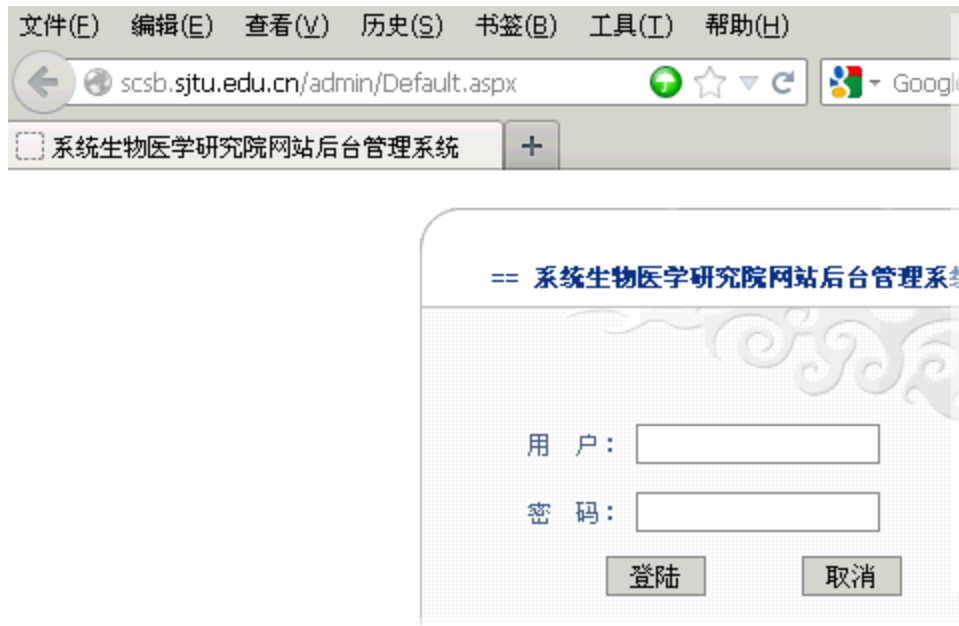 文件(F) 编辑(E) 查看(V) 历史(S) 书签(B) 工具(T) 帮助(H)
scsb.sjtu.edu.cn/admin/Default.aspx Google
系统生物医学研究院网站后台管理系统 +
== 系统生物医学研究院网站后台管理系统
用 户：
密 码：
登陆 取消